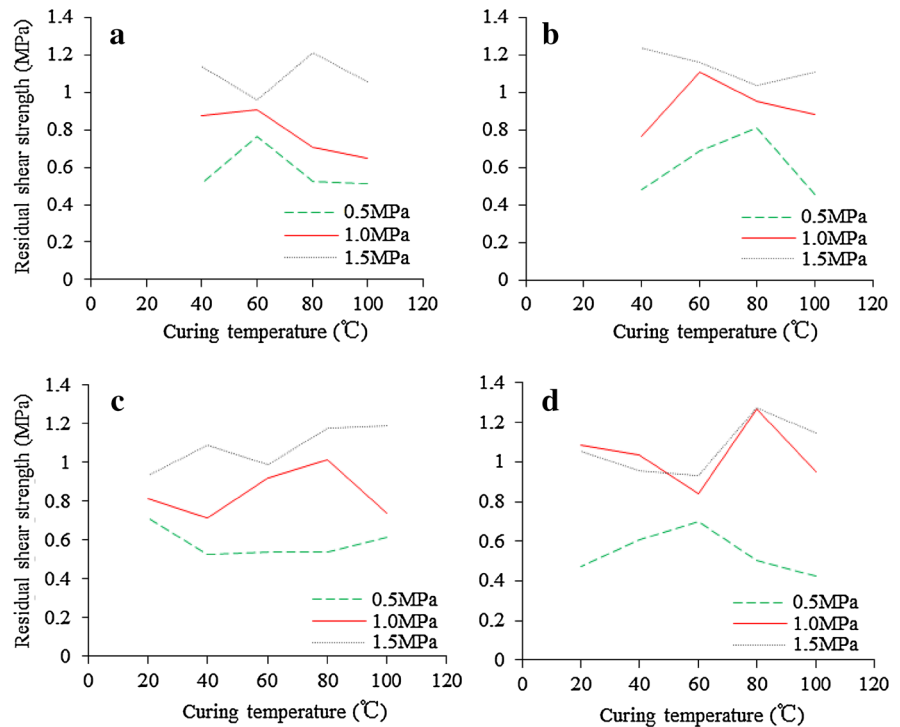 a
Residual shear strength (MPa)
1.4
1.2
1
0.8
0.6
0.4
0.2
0
0 20 40 60 80 100 120
Curing temperature (℃)
0.5MPa
1.0MPa
1.5MPa
b
1.4
1.2
1
0.8
0.6
0.4
0.2
0
0 20 40 60 80 100 120
Curing temperature (℃)
0.5MPa
1.0MPa
1.5MPa
c
Residual shear strength (MPa)
1.4
1.2
1
0.8
0.6
0.4
0.2
0
0 20 40 60 80 100 120
Curing temperature (℃)
0.5MPa
1.0MPa
1.5MPa
d
1.4
1.2
1
0.8
0.6
0.4
0.2
0
0 20 40 60 80 100 120
Curing temperature (℃)
0.5MPa
1.0MPa
1.5MPa